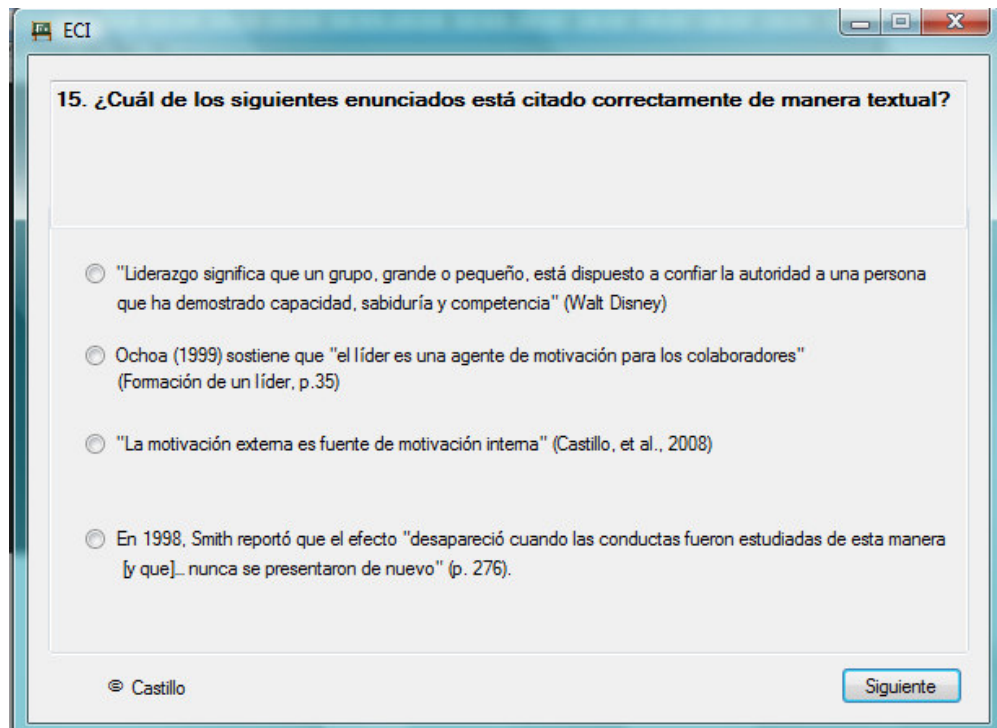 ECI
15. ¿Cuál de los siguientes enunciados está citado correctamente de manera textual?
"Liderazgo significa que un grupo, grande o pequeño, está dispuesto a confiar la autoridad a una persona
que ha demostrado capacidad, sabiduría y competencia" (Walt Disney)
Ochoa (1999) sostiene que "el líder es una agente de motivación para los colaboradores"
(Formación de un líder, p.35)
"La motivación externa es fuente de motivación interna" (Castillo, et al., 2008)
En 1998, Smith reportó que el efecto "desapareció cuando las conductas fueron estudiadas de esta manera
[y que]... nunca se presentaron de nuevo" (p. 276).
© Castillo
Siguiente